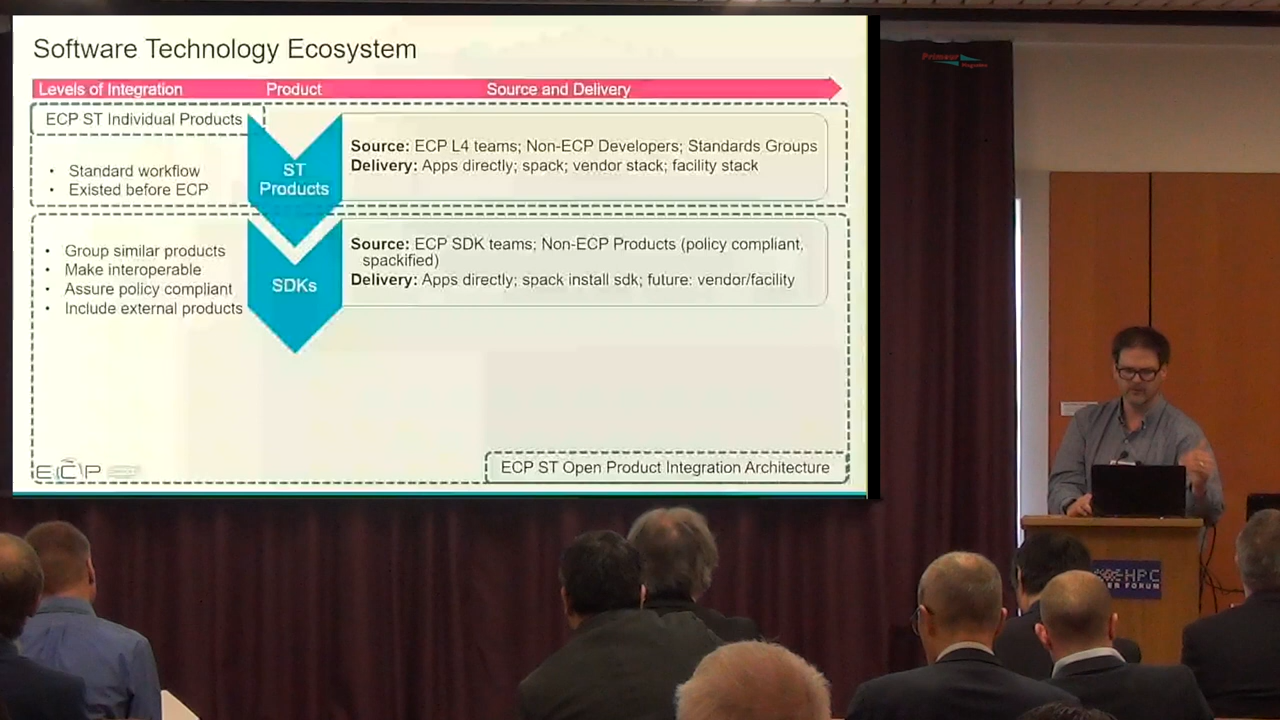 Software Technology Ecosystem
Levels of Integration Product Source and Delivery
ECP ST Individual Products
• Standard workflow
• Existed before ECP
ST
Products
Source: ECP L4 teams; Non-ECP Developers; Standards Groups
Delivery: Apps directly; spack; vendor stack; facility stack
• Group similar products
• Make interoperable
• Assure policy compliant
• Include external products
SDKs
Source: ECP SDK teams; Non-ECP Products (policy compliant,
spackified)
Delivery: Apps directly; spack install sdk; future: vendor/facility
ECP ST Open Product Integration Architecture
ECP
Primeur
Magazine
HPC
FORUM